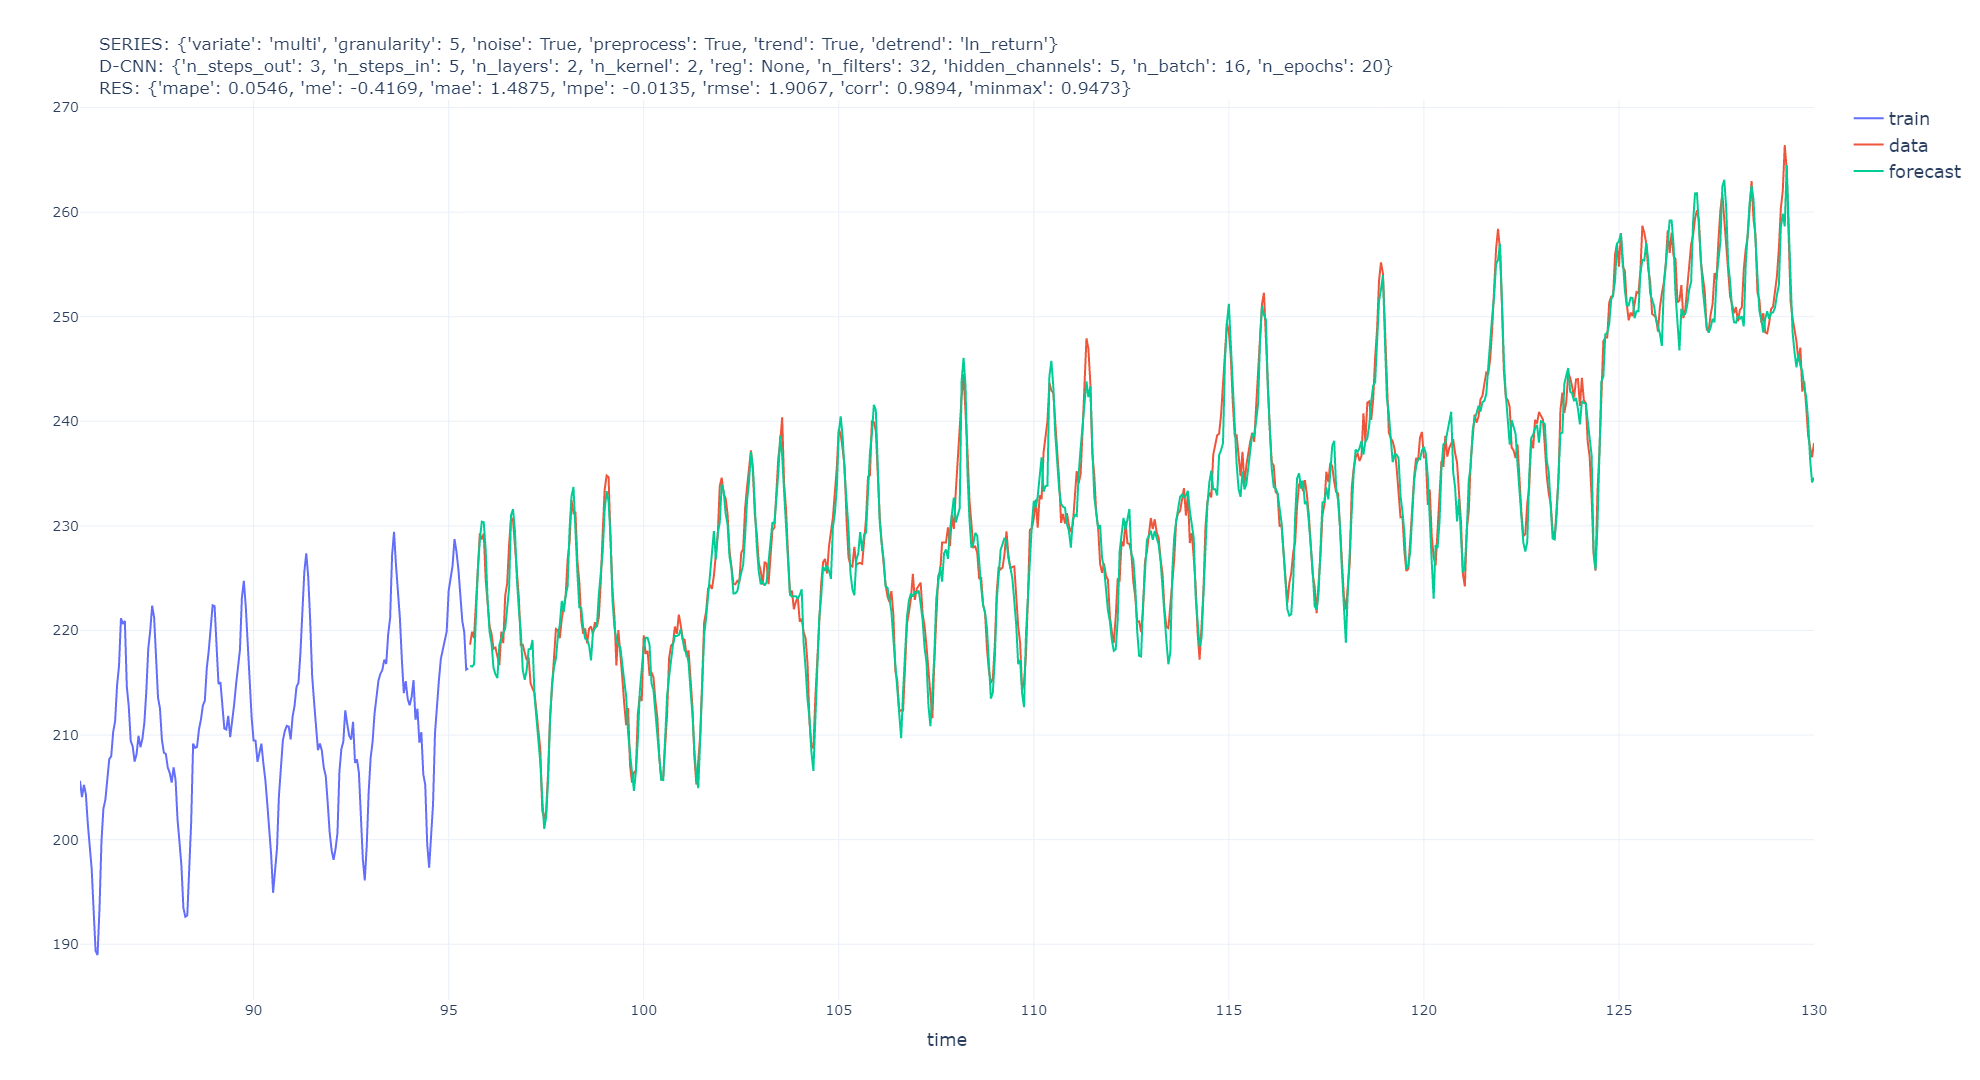 SERIES: {'variate': 'multi', 'granularity': 5, 'noise': True, 'preprocess': True, 'trend': True, 'detrend': 'ln_return'}
D-CNN: {'n_steps_out': 3, 'n_steps_in': 5, 'n_layers': 2, 'n_kernel': 2, 'reg': None, 'n_filters': 32, 'hidden_channels': 5, 'n_batch': 16, 'n_epochs': 20}
RES: {'mape': 0.0546, 'me': -0.4169, 'mae': 1.4875, 'mpe': -0.0135, 'rmse': 1.9067, 'corr': 0.9894, 'minmax': 0.9473}
270
260
250
240
230
220
210
200
190
90 95 100 105 110 115 120 125 130
time
train
data
forecast